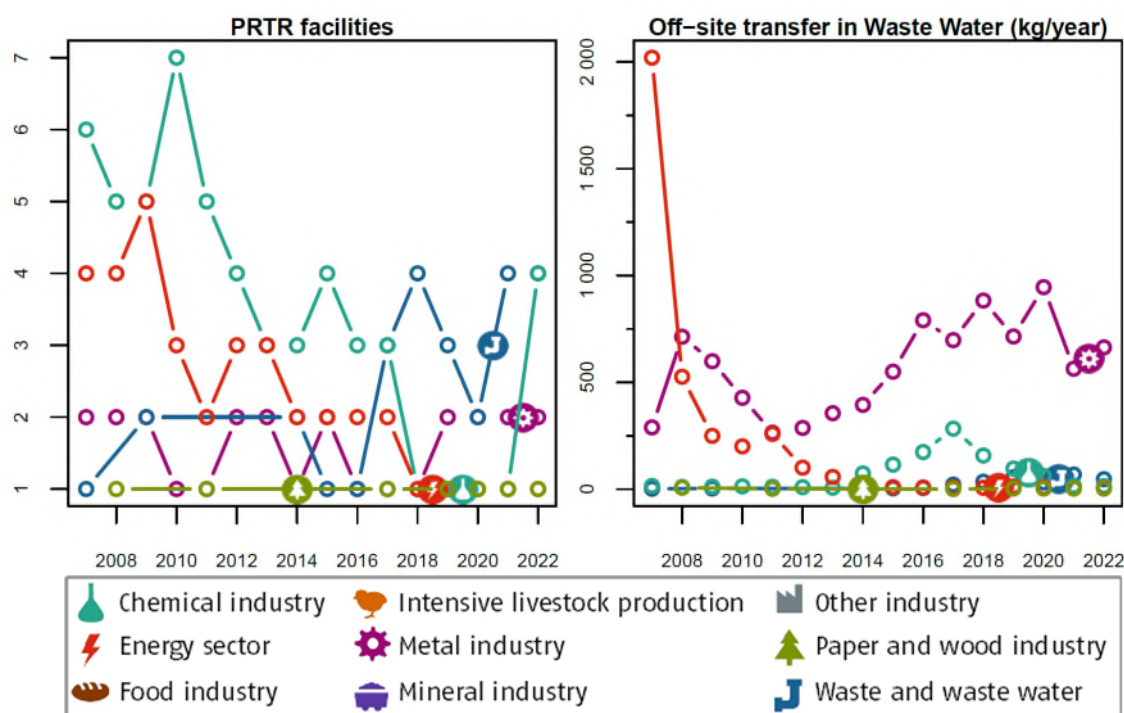 PRTR facilities
7
6
5
4
3
2
1
2008 2010 2012 2014 2016 2018 2020 2022
Off−site transfer in Waste Water (kg/year)
2 000
1 500
1 000
500
0
2008 2010 2012 2014 2016 2018 2020 2022
Chemical industry Intensive livestock production Other industry
Energy sector Metal industry Paper and wood industry
Food industry Mineral industry Waste and waste water